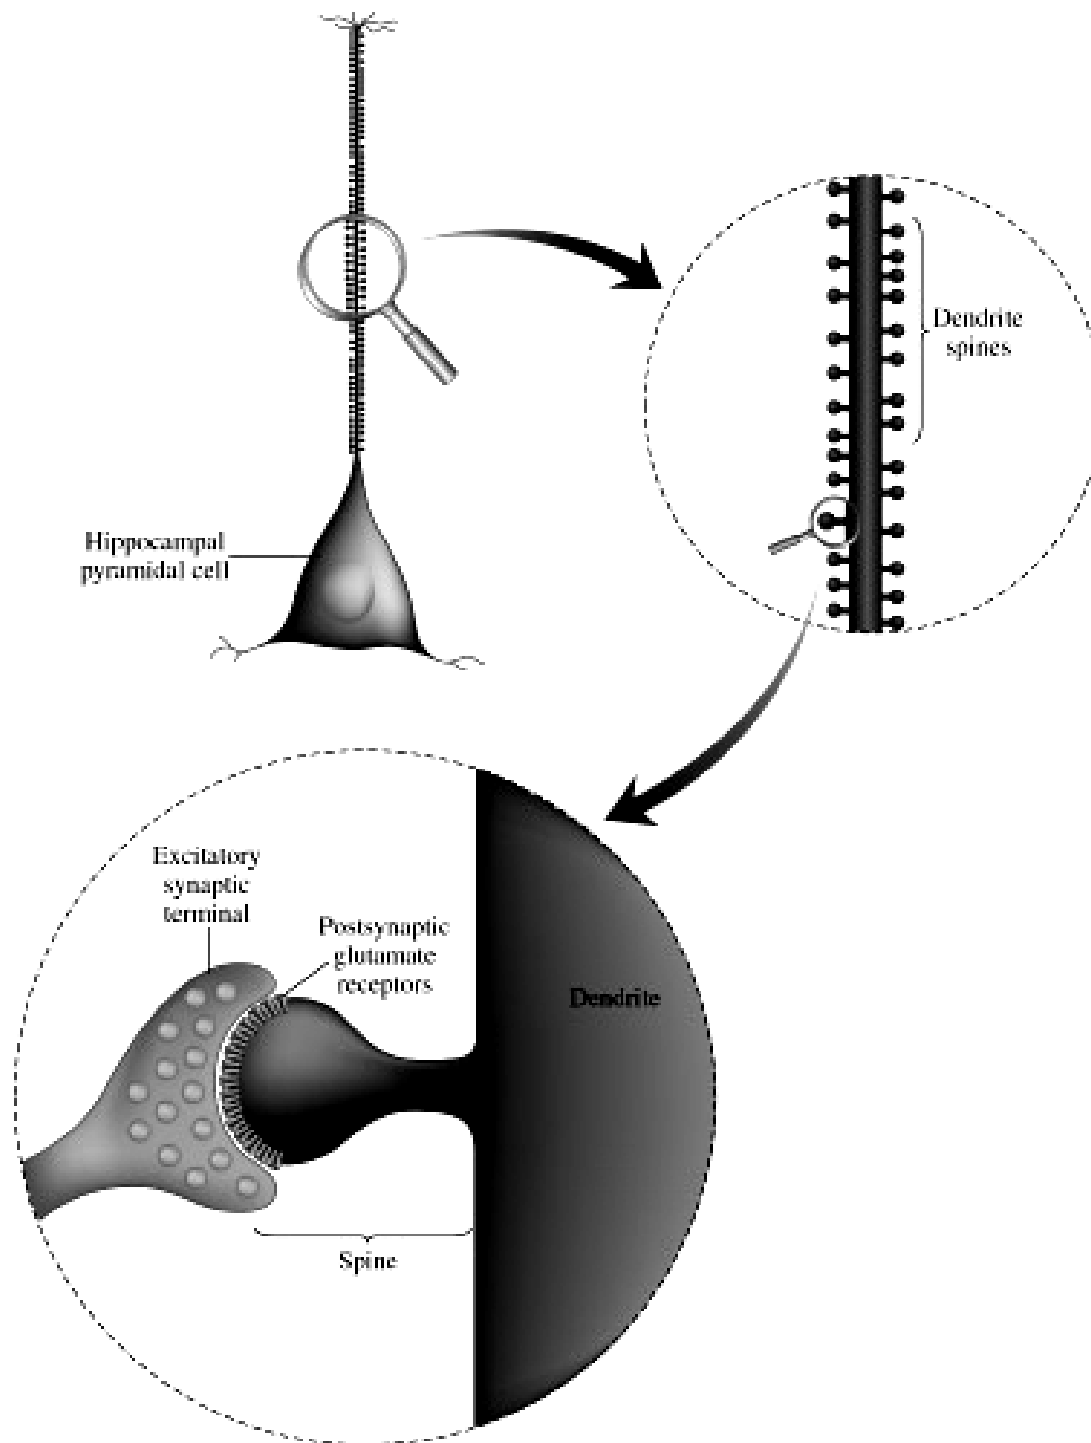 Dendrite
spines
Hippocampal
pyramidal cell
Excitatory
synaptic
terminal
Postsynaptic
glutamate
receptors
Dendrite
Spine